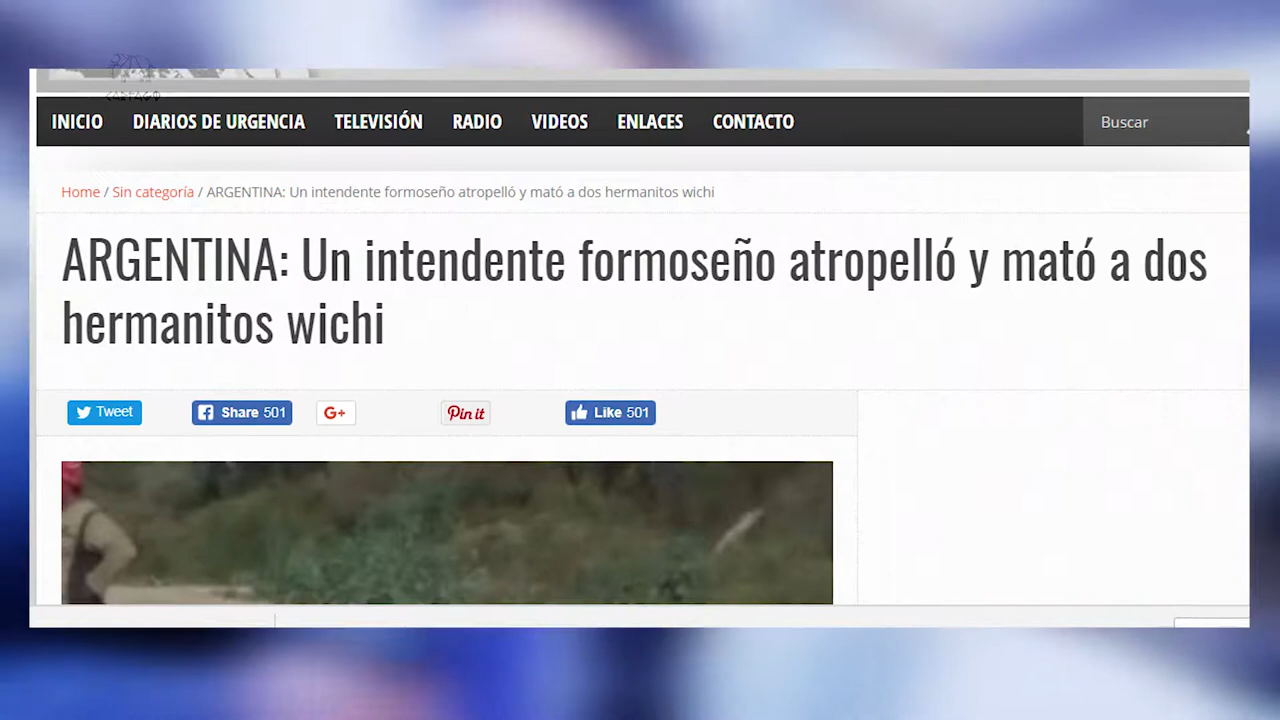 CARTAGO
INICIO DIARIOS DE URGENCIA TELEVISIÓN RADIO VIDEOS ENLACES CONTACTO Buscar
Home / Sin categoría / ARGENTINA: Un intendente formoseño atropelló y mató a dos hermanitos wichi
ARGENTINA: Un intendente formoseño atropelló y mató a dos
hermanitos wichi
Tweet Share 501 G+ Pin it Like 501